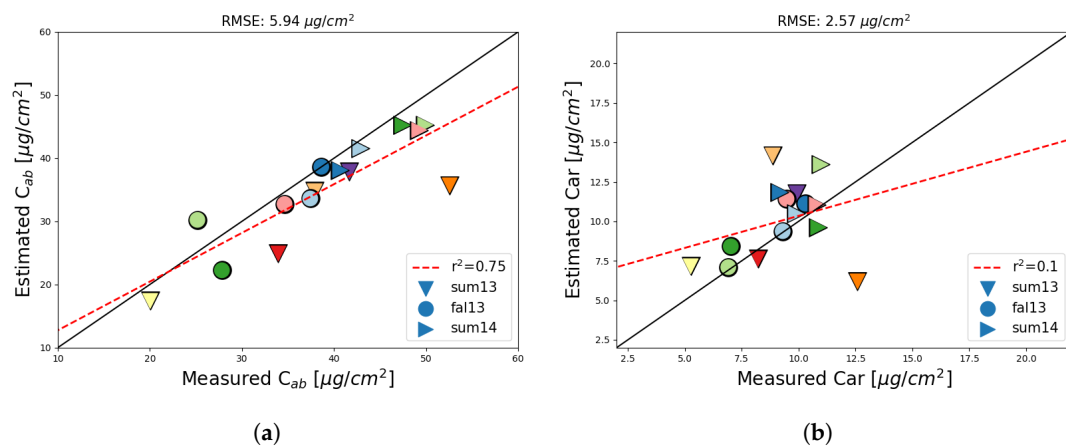 RMSE: 5.94 μg/cm²
Estimated C_ab [μg/cm²]
60
50
40
30
20
10
r²=0.75
sum13
fal13
sum14
10 20 30 40 50 60
Measured C_ab [μg/cm²]
(a)
RMSE: 2.57 μg/cm²
Estimated Car [μg/cm²]
20.0
17.5
15.0
12.5
10.0
7.5
5.0
2.5
r²=0.1
sum13
fal13
sum14
2.5 5.0 7.5 10.0 12.5 15.0 17.5 20.0
Measured Car [μg/cm²]
(b)